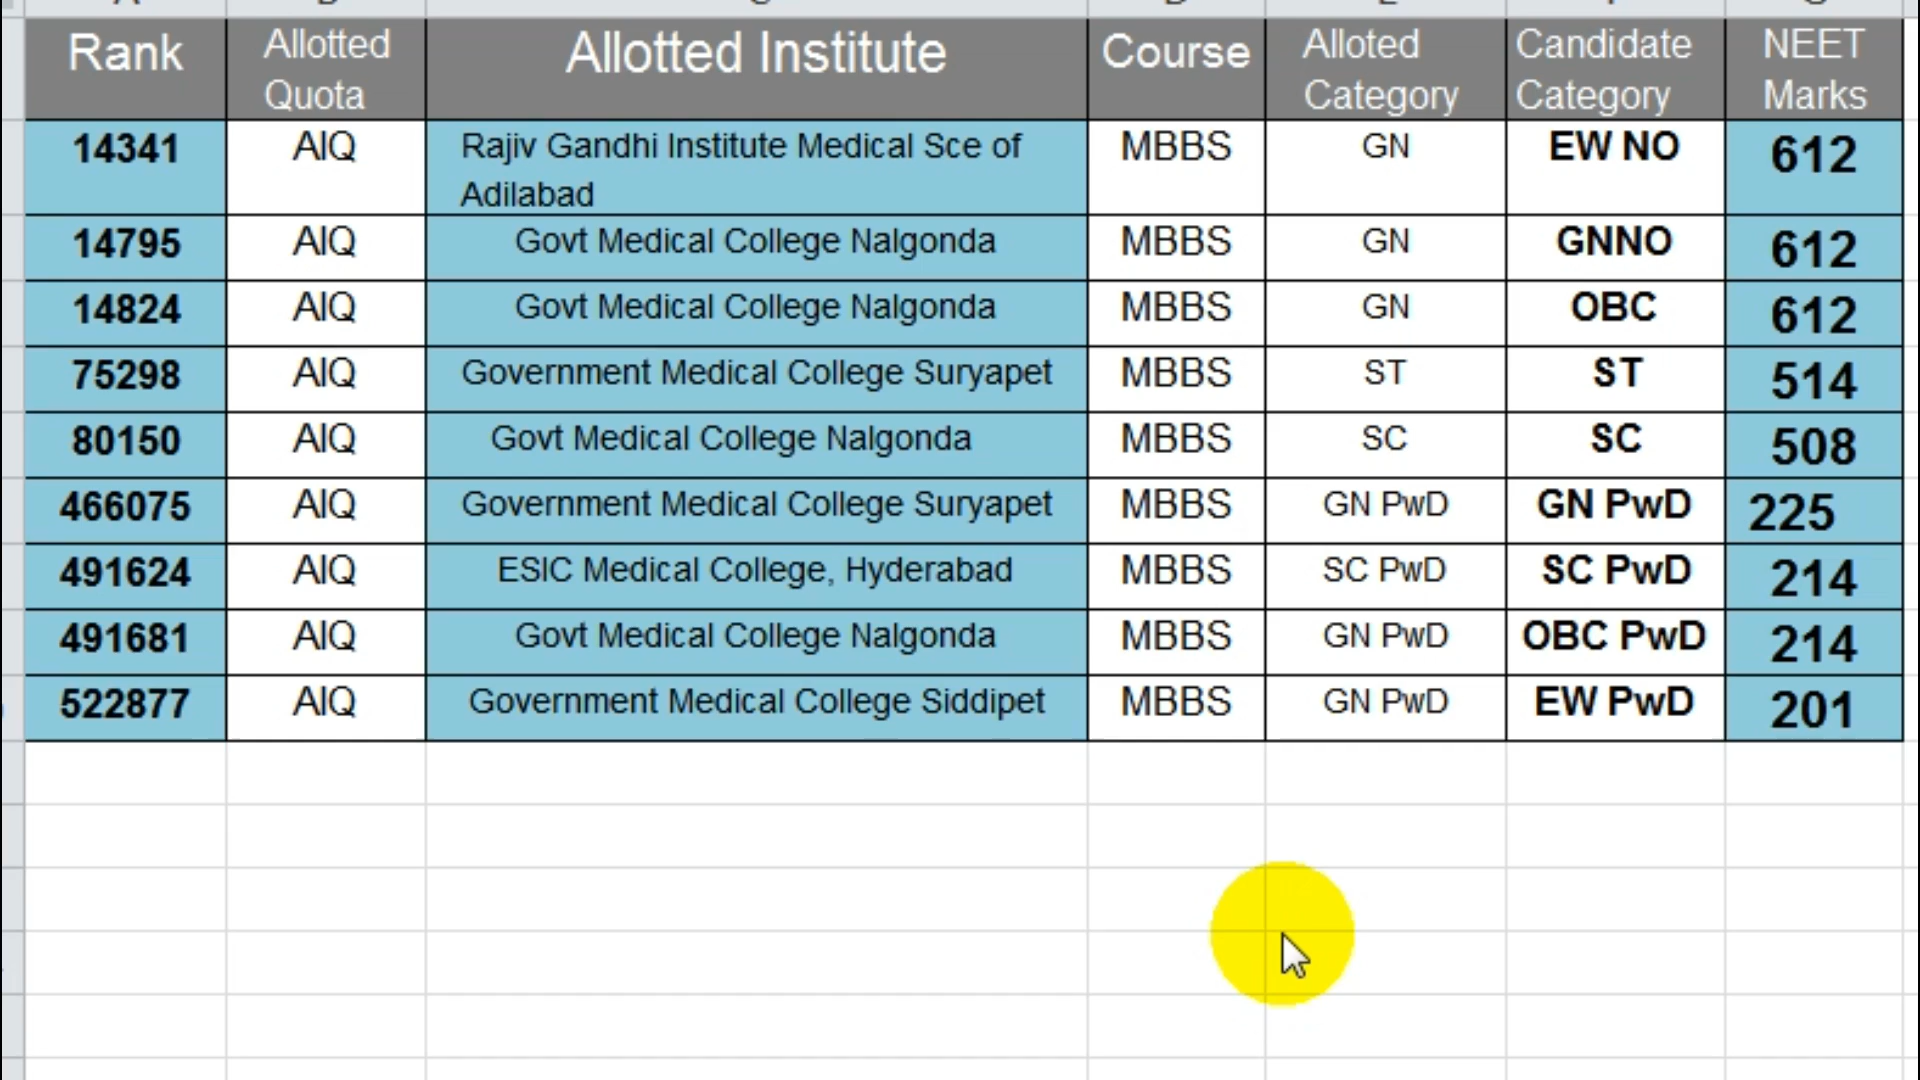 Rank Allotted Quota Allotted Institute Course Alloted Category Candidate Category NEET Marks
14341 AIQ Rajiv Gandhi Institute Medical Sce of Adilabad MBBS GN EW NO 612
14795 AIQ Govt Medical College Nalgonda MBBS GN GNNO 612
14824 AIQ Govt Medical College Nalgonda MBBS GN OBC 612
75298 AIQ Government Medical College Suryapet MBBS ST ST 514
80150 AIQ Govt Medical College Nalgonda MBBS SC SC 508
466075 AIQ Government Medical College Suryapet MBBS GN PwD GN PwD 225
491624 AIQ ESIC Medical College, Hyderabad MBBS SC PwD SC PwD 214
491681 AIQ Govt Medical College Nalgonda MBBS GN PwD OBC PwD 214
522877 AIQ Government Medical College Siddipet MBBS GN PwD EW PwD 201